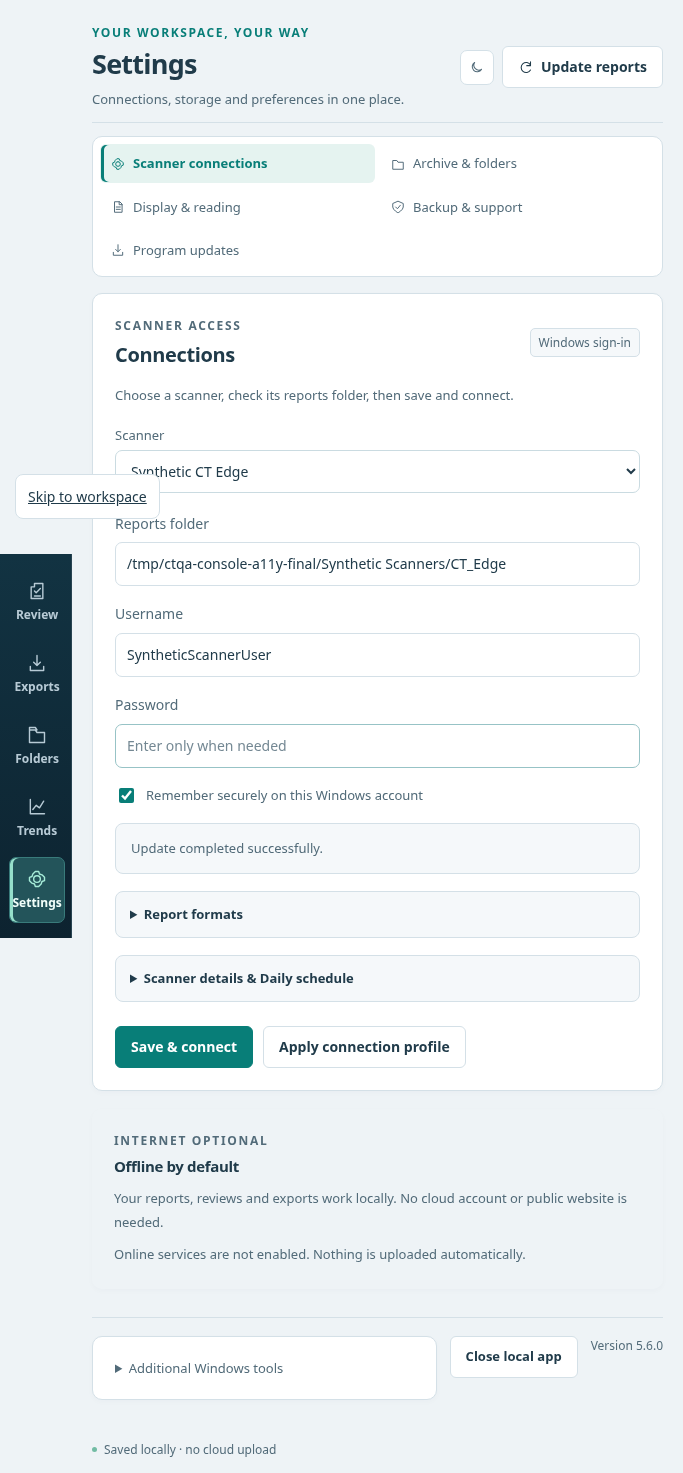 YOUR WORKSPACE, YOUR WAY
Settings
Update reports
Connections, storage and preferences in one place.
Scanner connections
Archive & folders
Display & reading
Backup & support
Program updates
SCANNER ACCESS
Connections
Windows sign-in
Choose a scanner, check its reports folder, then save and connect.
Scanner
Synthetic CT Edge
Skip to workspace
Reports folder
/tmp/ctqa-console-a11y-final/Synthetic Scanners/CT_Edge
Username
SyntheticScannerUser
Password
Enter only when needed
Remember securely on this Windows account
Update completed successfully.
Report formats
Scanner details & Daily schedule
Save & connect
Apply connection profile
Review
Exports
Folders
Trends
Settings
INTERNET OPTIONAL
Offline by default
Your reports, reviews and exports work locally. No cloud account or public website is
needed.
Online services are not enabled. Nothing is uploaded automatically.
Additional Windows tools
Close local app
Version 5.6.0
Saved locally · no cloud upload